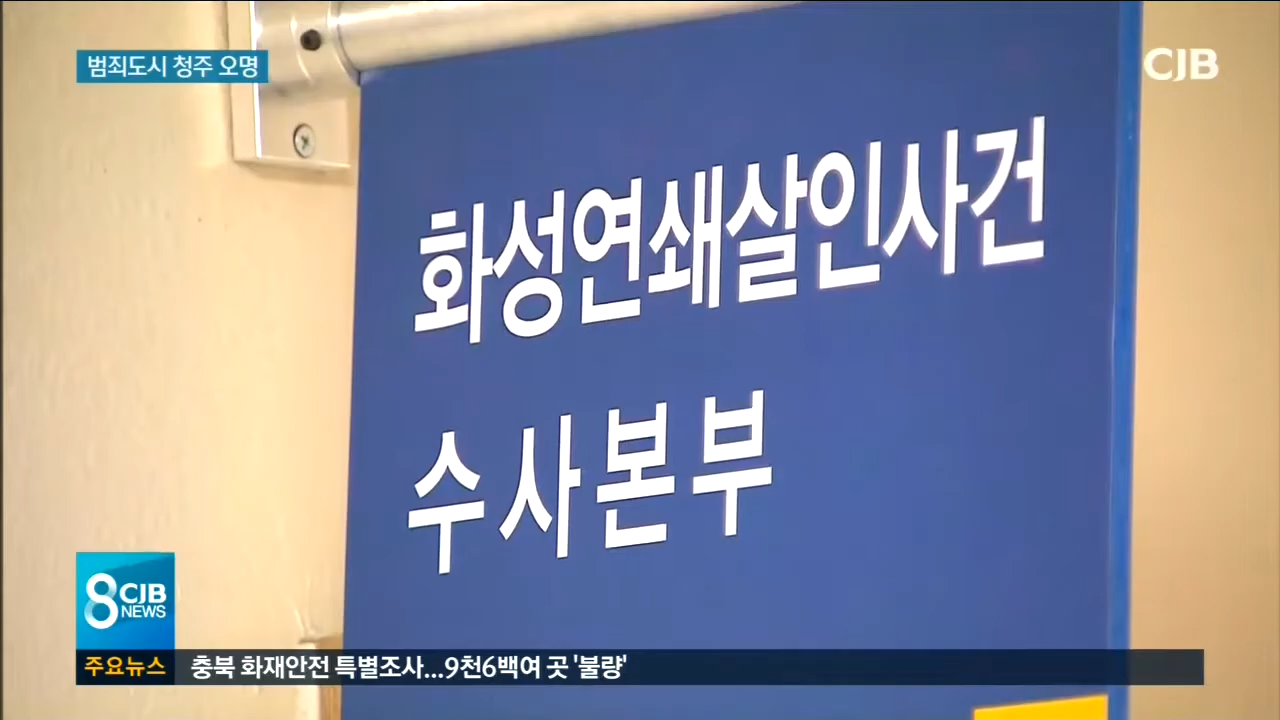 범죄도시 청주 오명
CJB
화성연쇄살인사건
수사본부
8 CJB
NEWS
주요뉴스 충북 화재안전 특별조사...9천6백여 곳 '불량'